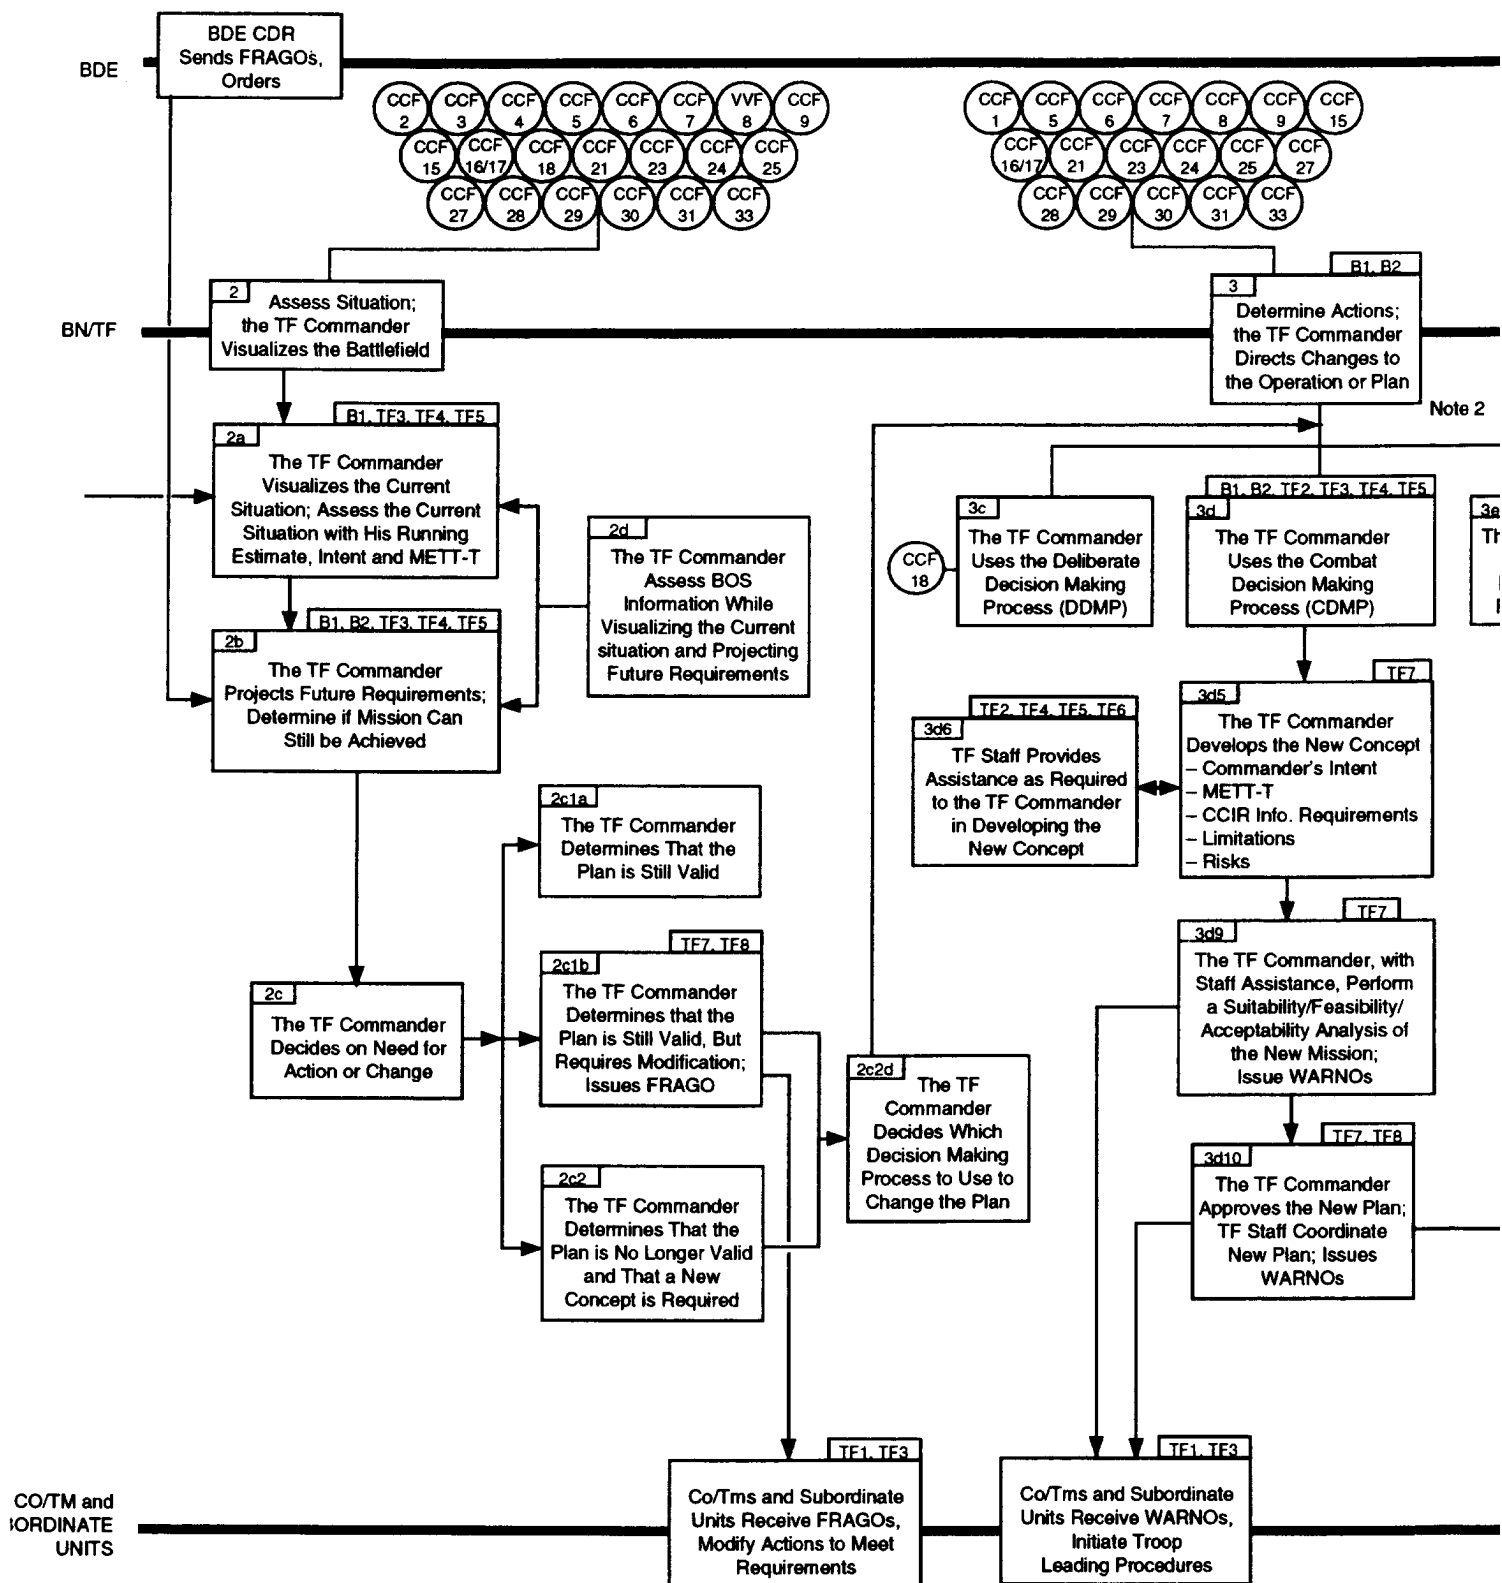 BDE
BDE CDR
Sends FRAGOs,
Orders
CCF 2
CCF 3
CCF 4
CCF 5
CCF 6
CCF 7
VVF 8
CCF 9
CCF 15
CCF 16/17
CCF 18
CCF 21
CCF 23
CCF 24
CCF 25
CCF 27
CCF 28
CCF 29
CCF 30
CCF 31
CCF 33
CCF 1
CCF 5
CCF 6
CCF 7
CCF 8
CCF 9
CCF 15
CCF 16/17
CCF 21
CCF 23
CCF 24
CCF 25
CCF 27
CCF 28
CCF 29
CCF 30
CCF 31
CCF 33
BN/TF
2
Assess Situation;
the TF Commander
Visualizes the Battlefield
B1, B2
3
Determine Actions;
the TF Commander
Directs Changes to
the Operation or Plan
Note 2
B1, TF3, TF4, TF5
2a
The TF Commander
Visualizes the Current
Situation; Assess the Current
Situation with His Running
Estimate, Intent and METT-T
2d
The TF Commander
Assess BOS
Information While
Visualizing the Current
situation and Projecting
Future Requirements
B1, B2, TF3, TF4, TF5
2b
The TF Commander
Projects Future Requirements;
Determine if Mission Can
Still be Achieved
CCF 18
3c
The TF Commander
Uses the Deliberate
Decision Making
Process (DDMP)
B1, B2, TF2, TF3, TF4, TF5
3d
The TF Commander
Uses the Combat
Decision Making
Process (CDMP)
3e
Th
TF2, TF4, TF5, TF6
3d6
TF Staff Provides
Assistance as Required
to the TF Commander
in Developing the
New Concept
TF7
3d5
The TF Commander
Develops the New Concept
– Commander's Intent
– METT-T
– CCIR Info. Requirements
– Limitations
– Risks
2c1a
The TF Commander
Determines That the
Plan is Still Valid
TF7, TF8
2c1b
The TF Commander
Determines that the
Plan is Still Valid, But
Requires Modification;
Issues FRAGO
2c
The TF Commander
Decides on Need for
Action or Change
2c2
The TF Commander
Determines That the
Plan is No Longer Valid
and That a New
Concept is Required
2c2d
The TF
Commander
Decides Which
Decision Making
Process to Use to
Change the Plan
TF7
3d9
The TF Commander, with
Staff Assistance, Perform
a Suitability/Feasibility/
Acceptability Analysis of
the New Mission;
Issue WARNOs
TF7, TF8
3d10
The TF Commander
Approves the New Plan;
TF Staff Coordinate
New Plan; Issues
WARNOs
CO/TM and
ORDINATE
UNITS
TF1, TF3
Co/Tms and Subordinate
Units Receive FRAGOs,
Modify Actions to Meet
Requirements
TF1, TF3
Co/Tms and Subordinate
Units Receive WARNOs,
Initiate Troop
Leading Procedures